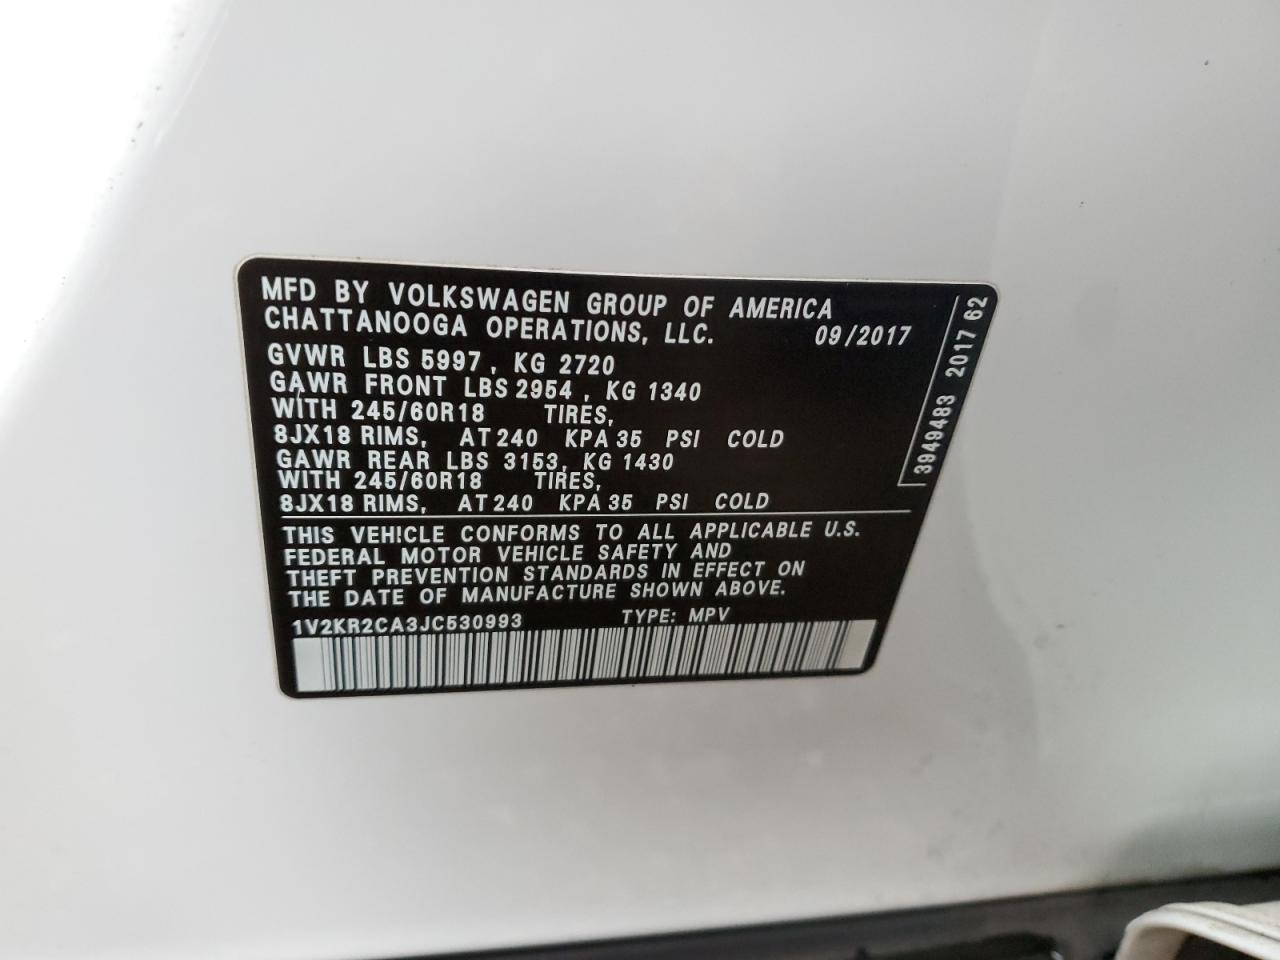 MFD BY VOLKSWAGEN GROUP OF AMERICA
CHATTANOOGA OPERATIONS, LLC. 09/2017
GVWR LBS 5997, KG 2720
GAWR FRONT LBS 2954, KG 1340
WITH 245/60R18 TIRES,
8JX18 RIMS, AT 240 KPA 35 PSI COLD
GAWR REAR LBS 3153, KG 1430
WITH 245/60R18 TIRES,
8JX18 RIMS, AT 240 KPA 35 PSI COLD
THIS VEHICLE CONFORMS TO ALL APPLICABLE U.S.
FEDERAL MOTOR VEHICLE SAFETY AND
THEFT PREVENTION STANDARDS IN EFFECT ON
THE DATE OF MANUFACTURE SHOWN ABOVE.
1V2KR2CA3JC530993 TYPE: MPV
3949483 2017 62